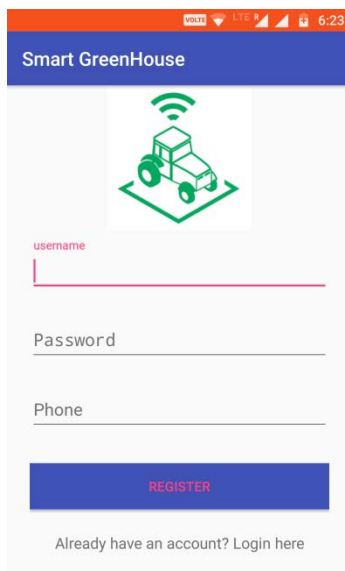 VOLTE LTE R 6:23
Smart GreenHouse
username
Password
Phone
REGISTER
Already have an account? Login here